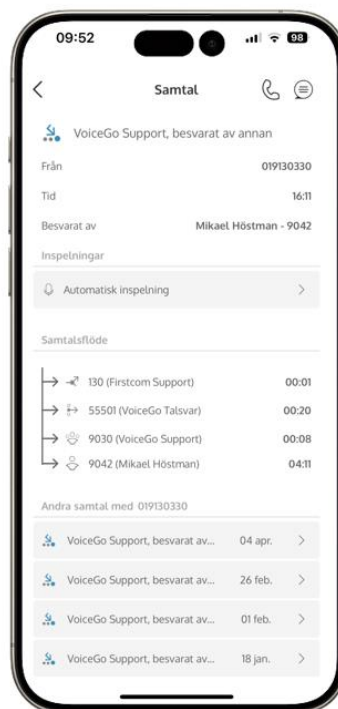 09:52 98
Samtal
VoiceGo Support, besvarat av annan
Från 019130330
Tid 16:11
Besvarat av Mikael Höstman - 9042
Inspelningar
Automatisk inspelning
Samtalsflöde
130 (Firstcom Support) 00:01
55501 (VoiceGo Talsvar) 00:20
9030 (VoiceGo Support) 00:08
9042 (Mikael Höstman) 04:11
Andra samtal med 019130330
VoiceGo Support, besvarat av... 04 apr.
VoiceGo Support, besvarat av... 26 feb.
VoiceGo Support, besvarat av... 01 feb.
VoiceGo Support, besvarat av... 18 jan.